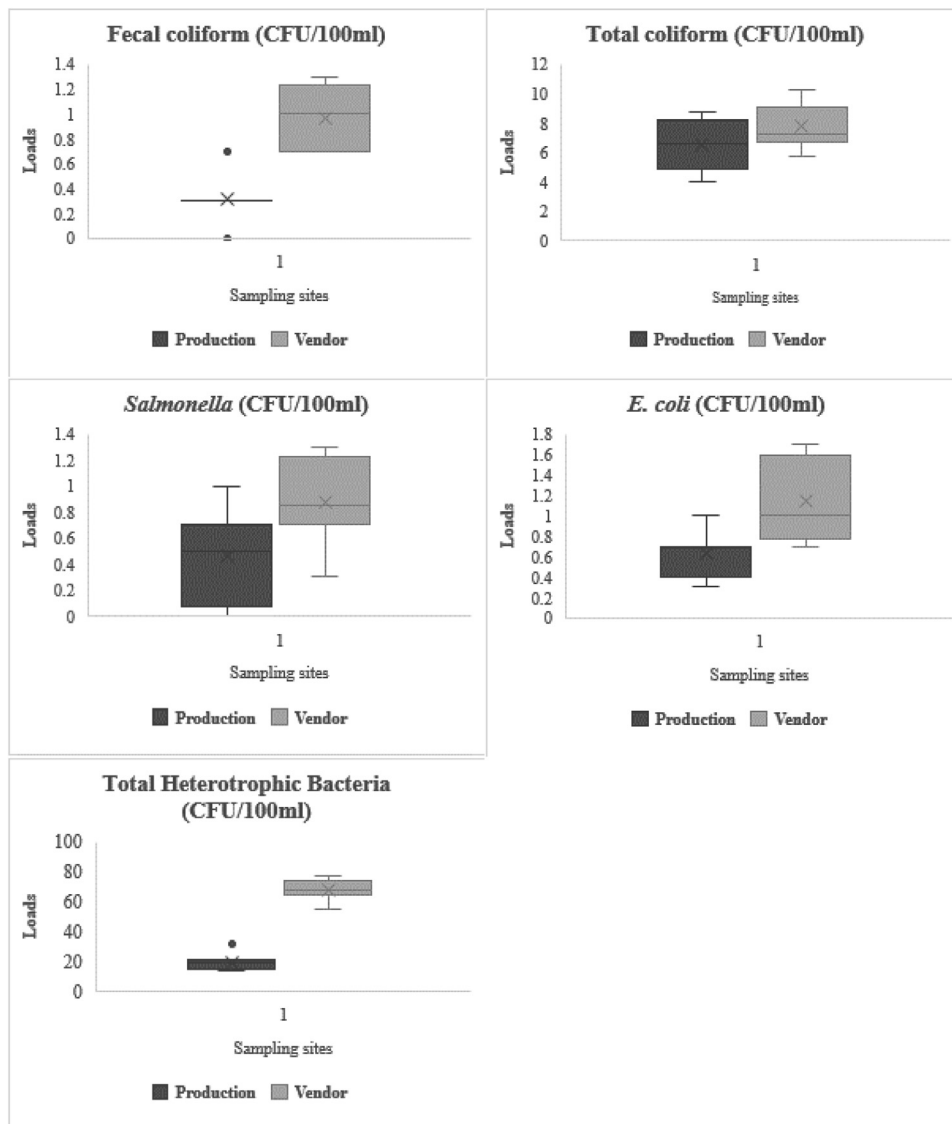 Fecal coliform (CFU/100ml)
1.4
1.2
1
0.8
0.6
0.4
0.2
0
Loads
1
Sampling sites
Production
Vendor
Total coliform (CFU/100ml)
12
10
8
6
4
2
0
Loads
1
Sampling sites
Production
Vendor
Salmonella (CFU/100ml)
1.4
1.2
1
0.8
0.6
0.4
0.2
0
Loads
1
Sampling sites
Production
Vendor
E. coli (CFU/100ml)
1.8
1.6
1.4
1.2
1
0.8
0.6
0.4
0.2
0
Loads
1
Sampling sites
Production
Vendor
Total Heterotrophic Bacteria
(CFU/100ml)
100
80
60
40
20
0
Loads
1
Sampling sites
Production
Vendor